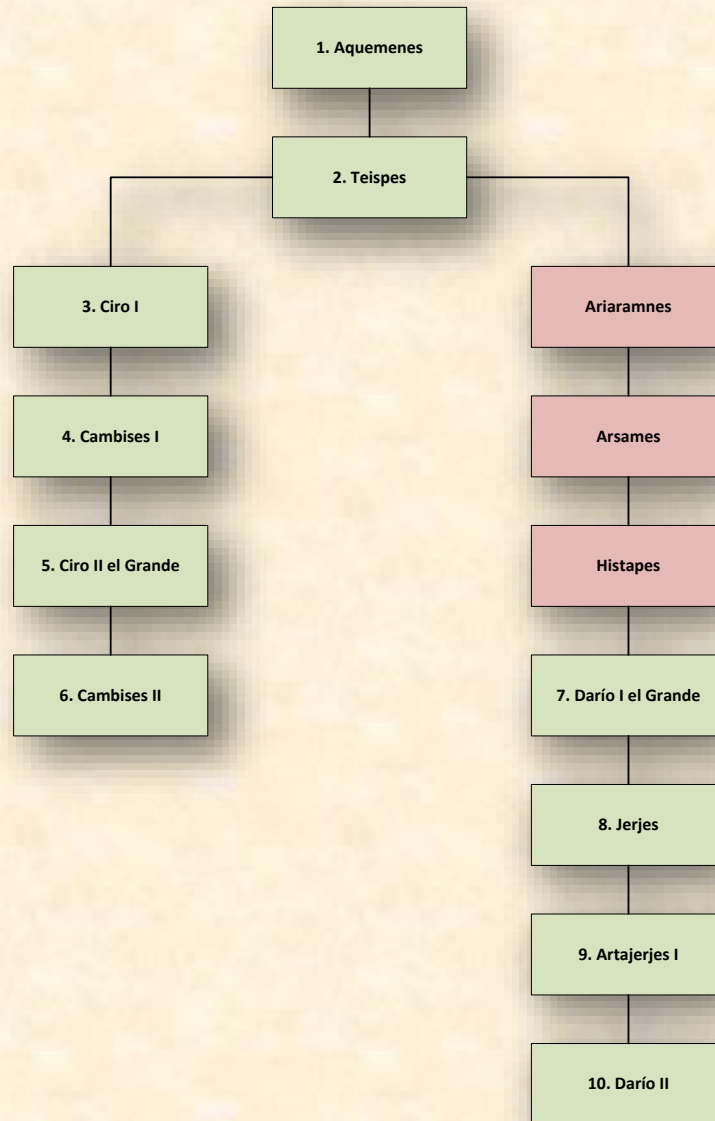 1. Aquemenes
2. Teispes
3. Ciro I
Ariaramnes
4. Cambises I
Arsames
5. Ciro II el Grande
Histapes
6. Cambises II
7. Darío I el Grande
8. Jerjes
9. Artajerjes I
10. Darío II